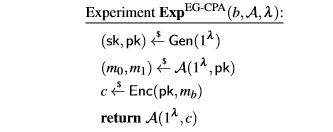 Experiment Exp^EG-CPA(b, 𝒜, λ):
(sk, pk) ←$ Gen(1^λ)
(m_0, m_1) ←$ 𝒜(1^λ, pk)
c ←$ Enc(pk, m_b)
return 𝒜(1^λ, c)